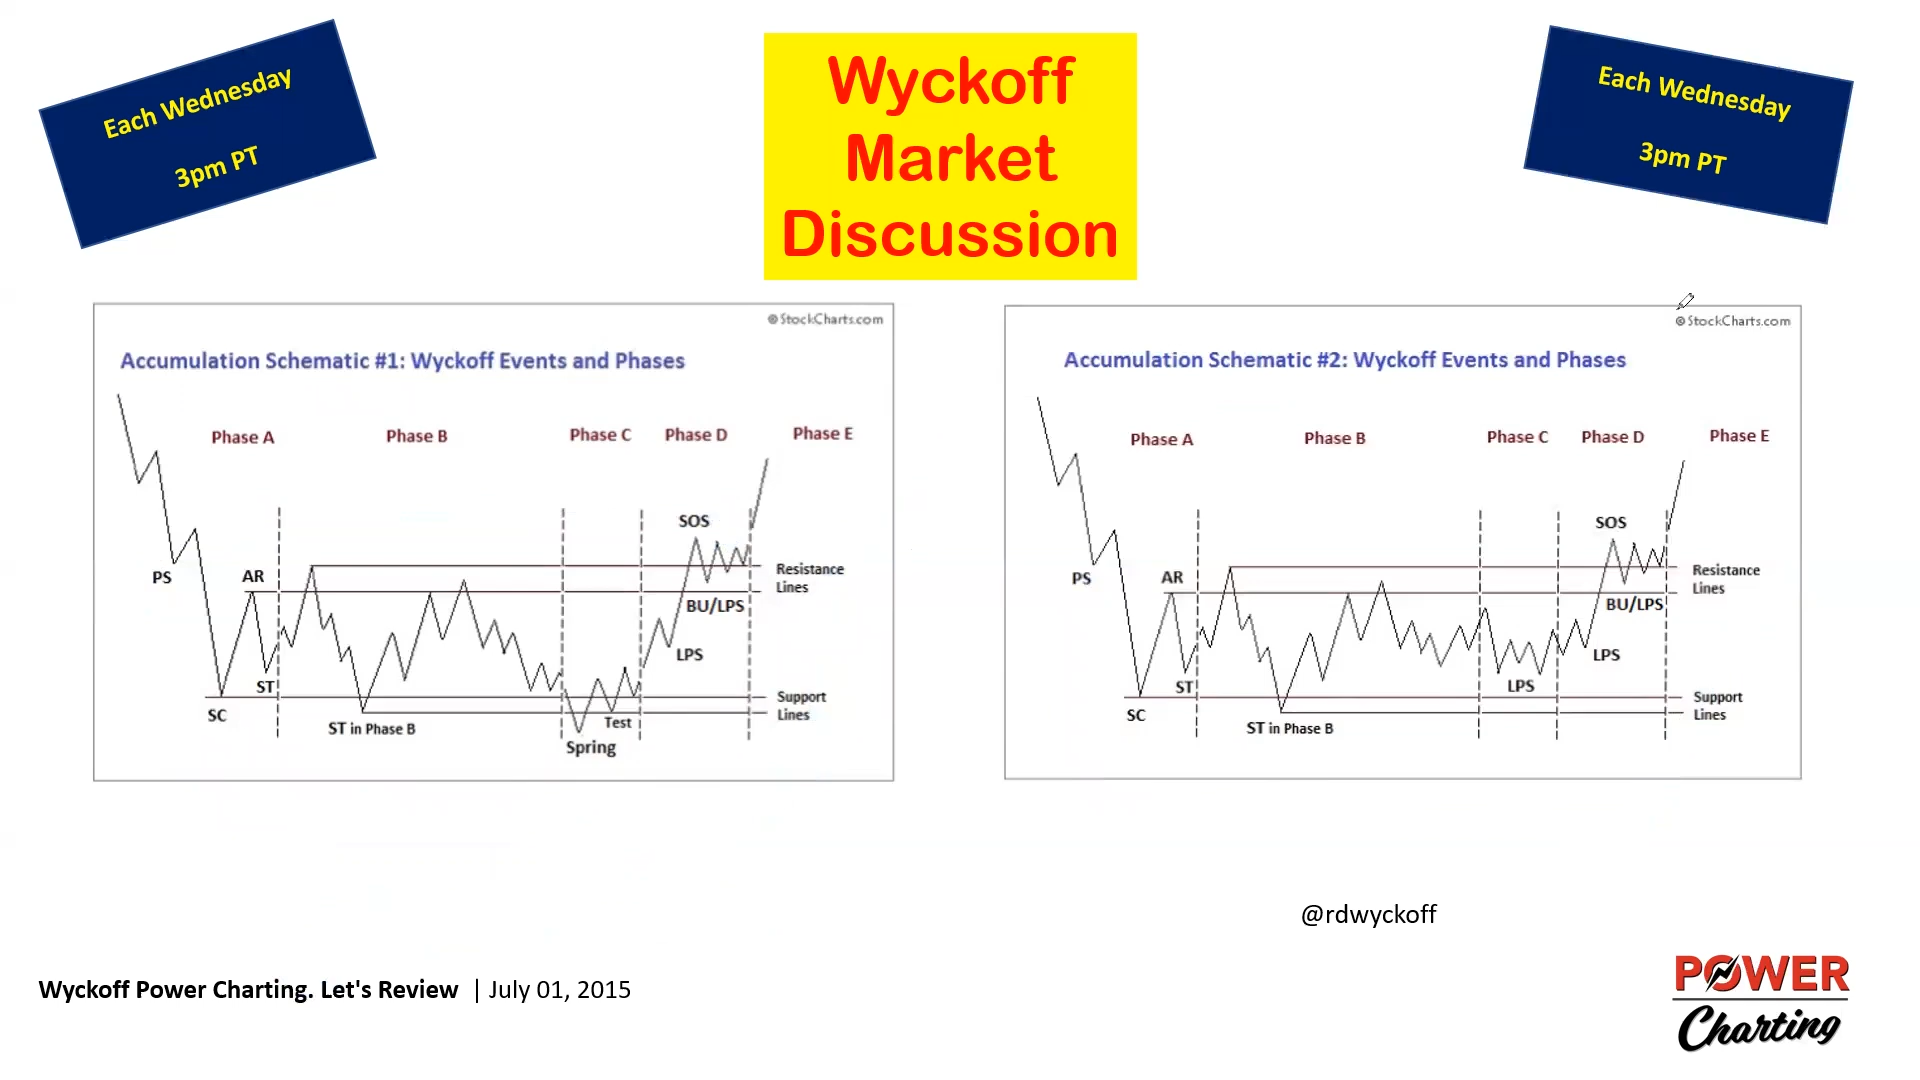 Each Wednesday
3pm PT
Wyckoff
Market
Discussion
Each Wednesday
3pm PT
©StockCharts.com
Accumulation Schematic #1: Wyckoff Events and Phases
Phase A
Phase B
Phase C
Phase D
Phase E
SOS
PS
AR
Resistance
Lines
BU/LPS
LPS
ST
Support
Lines
SC
Test
ST in Phase B
Spring
©StockCharts.com
Accumulation Schematic #2: Wyckoff Events and Phases
Phase A
Phase B
Phase C
Phase D
Phase E
SOS
PS
AR
Resistance
Lines
BU/LPS
LPS
ST
LPS
Support
Lines
SC
ST in Phase B
@rdwyckoff
Wyckoff Power Charting. Let's Review | July 01, 2015
POWER
Charting